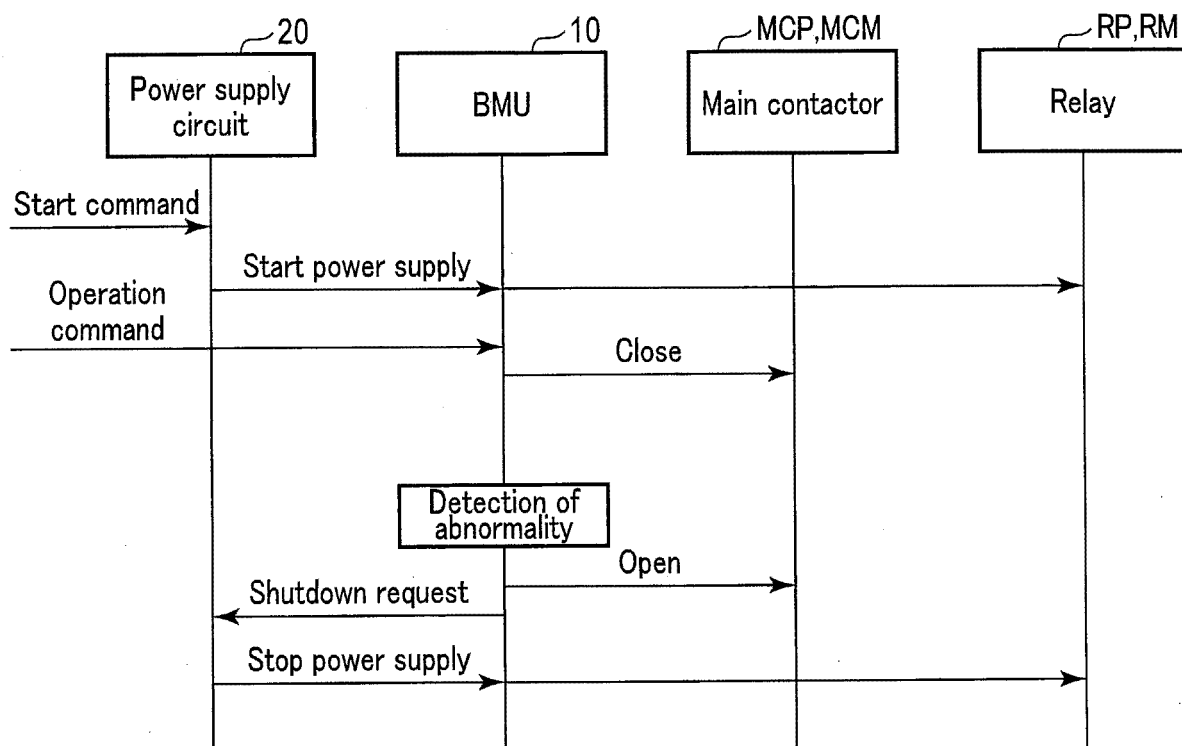 20
10
MCP,MCM
RP,RM
Power supply
circuit
BMU
Main contactor
Relay
Start command
Start power supply
Operation
command
Close
Detection of
abnormality
Open
Shutdown request
Stop power supply